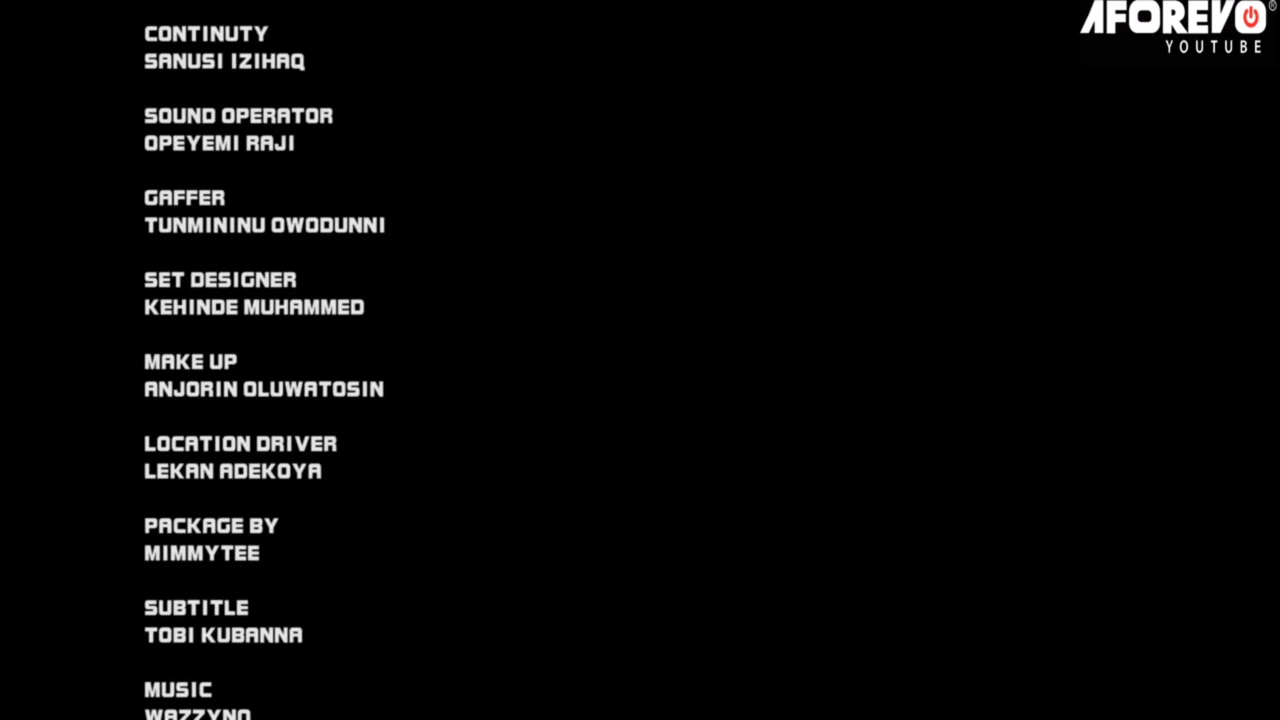 AFOREVO®
YOUTUBE
CONTINUTY
SANUSI IZIHAQ
SOUND OPERATOR
OPEYEMI RAJI
GAFFER
TUNMININU OWODUNNI
SET DESIGNER
KEHINDE MUHAMMED
MAKE UP
ANJORIN OLUWATOSIN
LOCATION DRIVER
LEKAN ADEKOYA
PACKAGE BY
MIMMYTEE
SUBTITLE
TOBI KUBANNA
MUSIC
WAZZYNO